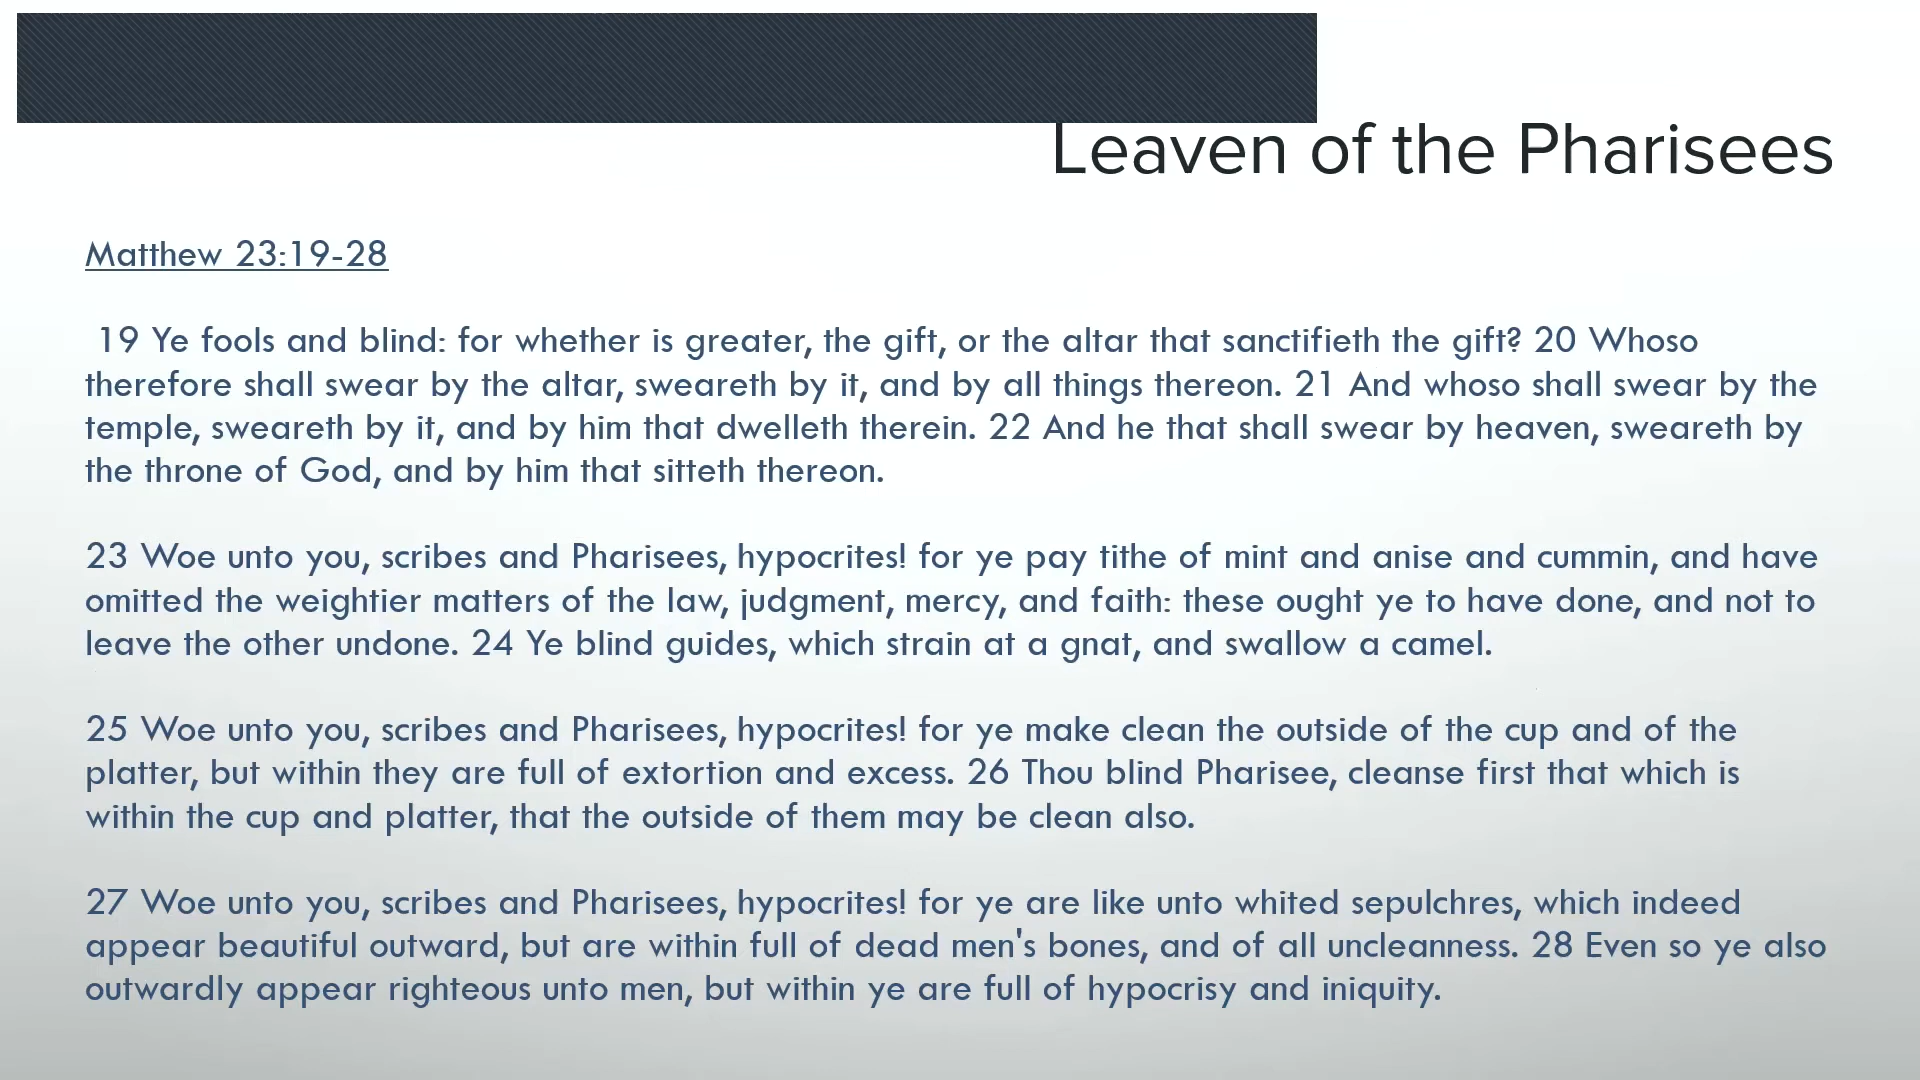 Leaven of the Pharisees
Matthew 23:19-28
19 Ye fools and blind: for whether is greater, the gift, or the altar that sanctifieth the gift? 20 Whoso
therefore shall swear by the altar, sweareth by it, and by all things thereon. 21 And whoso shall swear by the
temple, sweareth by it, and by him that dwelleth therein. 22 And he that shall swear by heaven, sweareth by
the throne of God, and by him that sitteth thereon.
23 Woe unto you, scribes and Pharisees, hypocrites! for ye pay tithe of mint and anise and cummin, and have
omitted the weightier matters of the law, judgment, mercy, and faith: these ought ye to have done, and not to
leave the other undone. 24 Ye blind guides, which strain at a gnat, and swallow a camel.
25 Woe unto you, scribes and Pharisees, hypocrites! for ye make clean the outside of the cup and of the
platter, but within they are full of extortion and excess. 26 Thou blind Pharisee, cleanse first that which is
within the cup and platter, that the outside of them may be clean also.
27 Woe unto you, scribes and Pharisees, hypocrites! for ye are like unto whited sepulchres, which indeed
appear beautiful outward, but are within full of dead men's bones, and of all uncleanness. 28 Even so ye also
outwardly appear righteous unto men, but within ye are full of hypocrisy and iniquity.